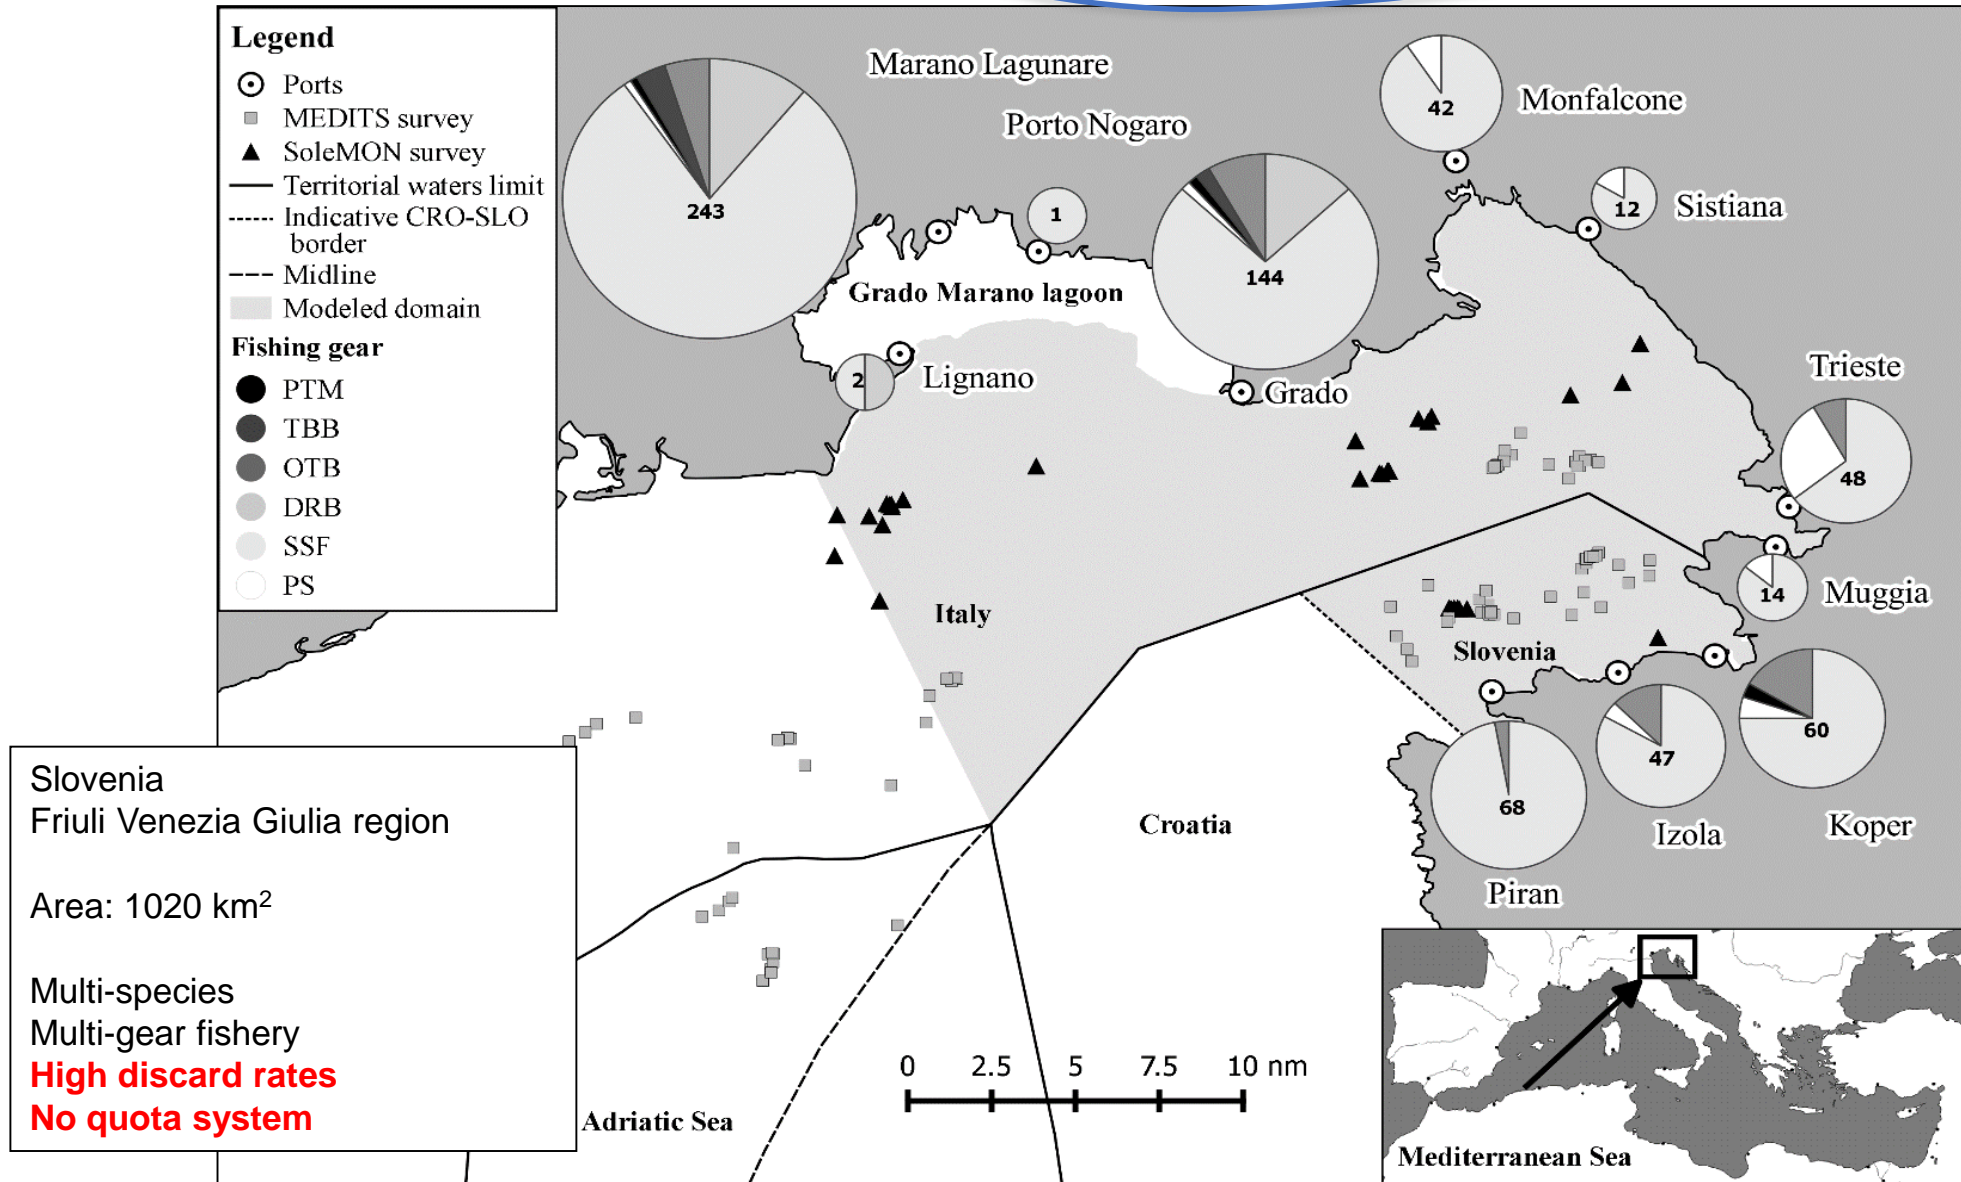 Legend
Ports
MEDITS survey
SoleMON survey
Territorial waters limit
Indicative CRO-SLO
border
Midline
Modeled domain
Fishing gear
PTM
TBB
OTB
DRB
SSF
PS
Marano Lagunare
Porto Nogaro
Monfalcone
Sistiana
243
1
144
42
12
Grado Marano lagoon
2
Lignano
Grado
Trieste
48
Muggia
14
Italy
Slovenia
Croatia
68
47
60
Piran
Izola
Koper
Slovenia
Friuli Venezia Giulia region
Area: 1020 km²
Multi-species
Multi-gear fishery
High discard rates
No quota system
Adriatic Sea
0 2.5 5 7.5 10 nm
Mediterranean Sea